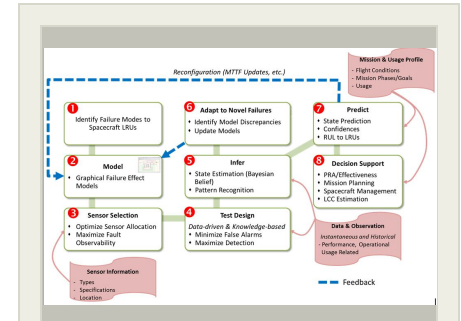 Mission & Usage Profile
- Flight Conditions
- Mission Phases/Goals
- Usage
Reconfiguration (MTTF Updates, etc.)
1
Identify Failure Modes to
Spacecraft LRUs
6
Adapt to Novel Failures
• Identify Model Discrepancies
• Update Models
7
Predict
• State Prediction
• Confidences
• RUL to LRUs
2
Model
• Graphical Failure Effect
Models
5
Infer
• State Estimation (Bayesian
Belief)
• Pattern Recognition
8
Decision Support
• PRA/Effectiveness
• Mission Planning
• Spacecraft Management
• LCC Estimation
3
Sensor Selection
• Optimize Sensor Allocation
• Maximize Fault
Observability
4
Test Design
Data-driven & Knowledge-based
• Minimize False Alarms
• Maximize Detection
Data & Observation
Instantaneous and Historical
- Performance, Operational
Usage Related
Sensor Information
- Types
- Specifications
- Location
Feedback